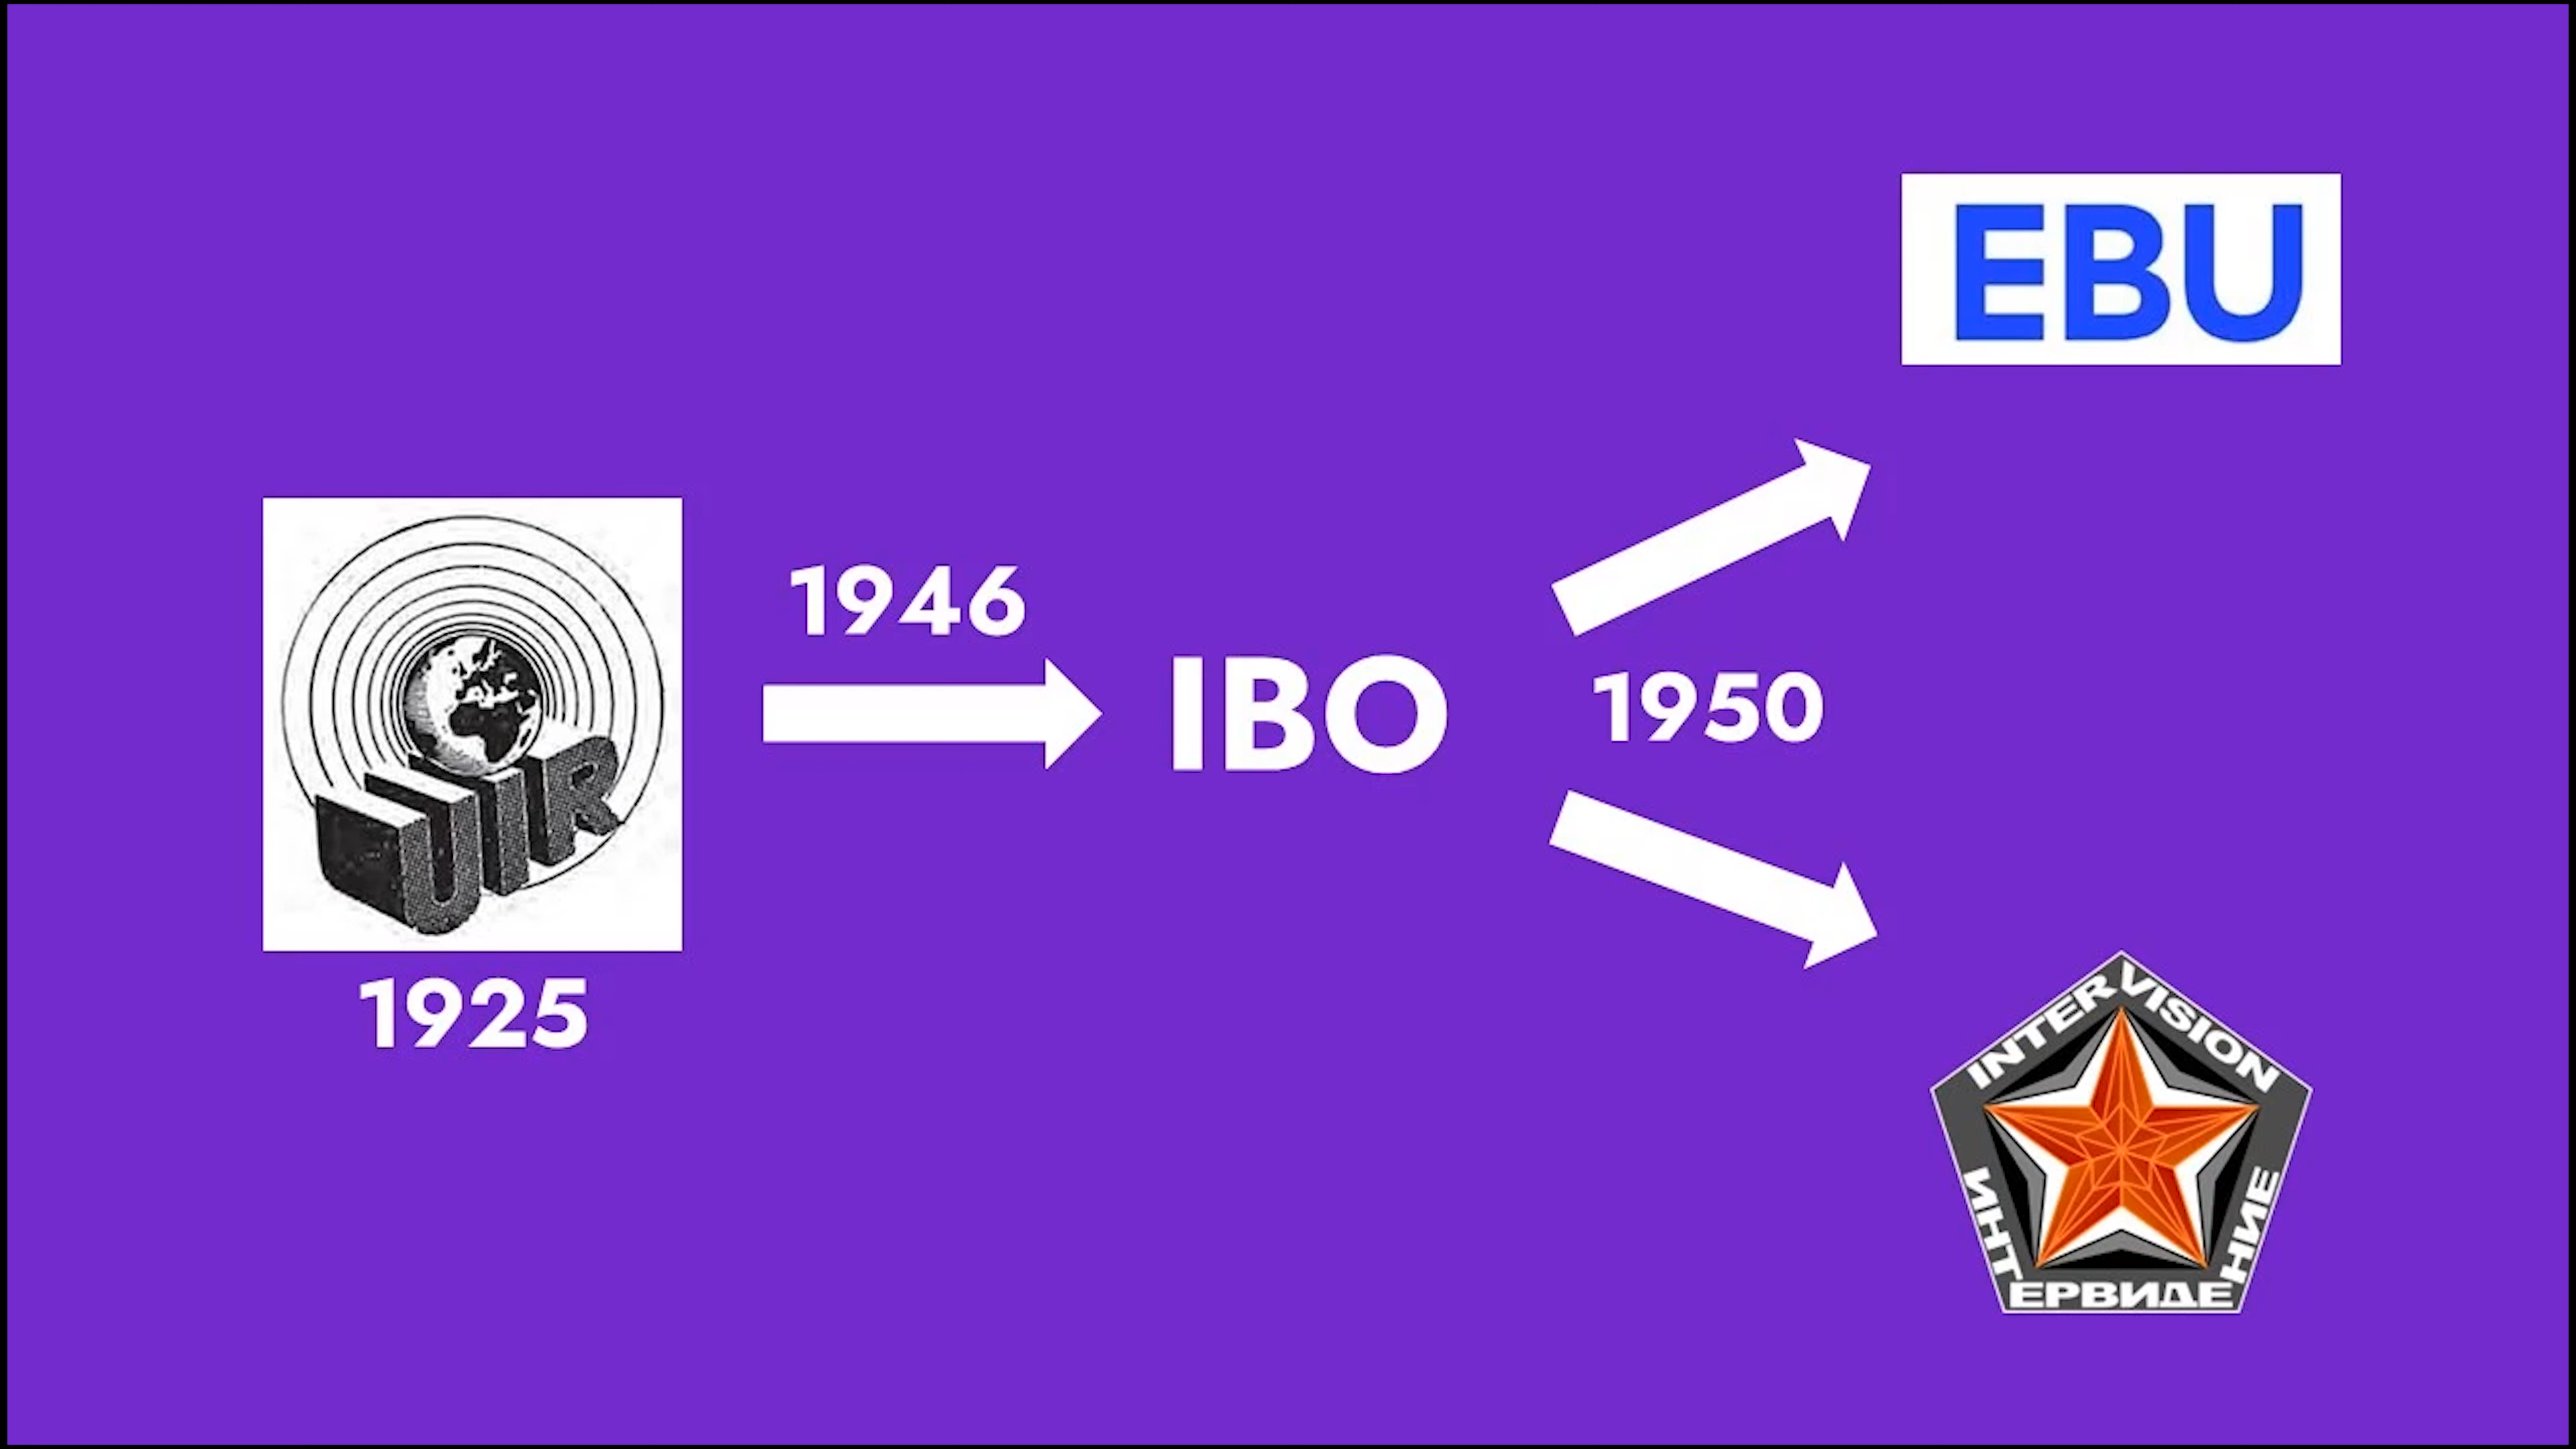 UIR
1925
1946
IBO
1950
EBU
INTERVISION
ИНТЕРВИДЕНИЕ